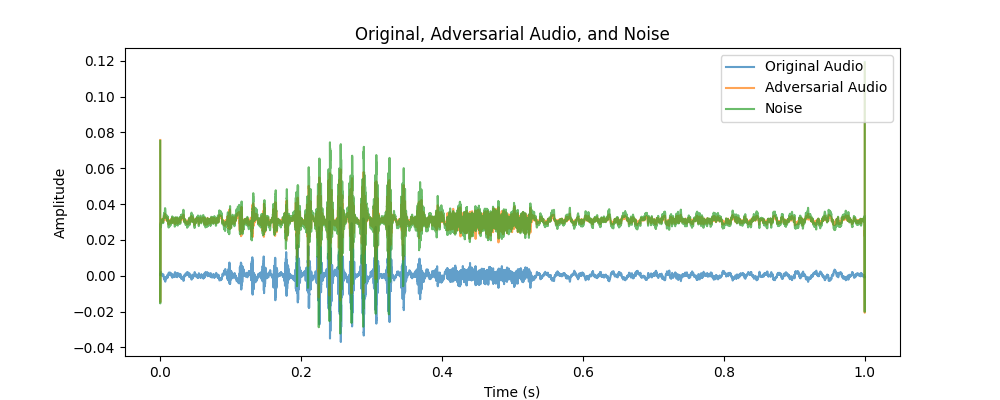 Original, Adversarial Audio, and Noise
0.12
0.10
0.08
0.06
0.04
0.02
0.00
−0.02
−0.04
Amplitude
Original Audio
Adversarial Audio
Noise
0.0 0.2 0.4 0.6 0.8 1.0
Time (s)